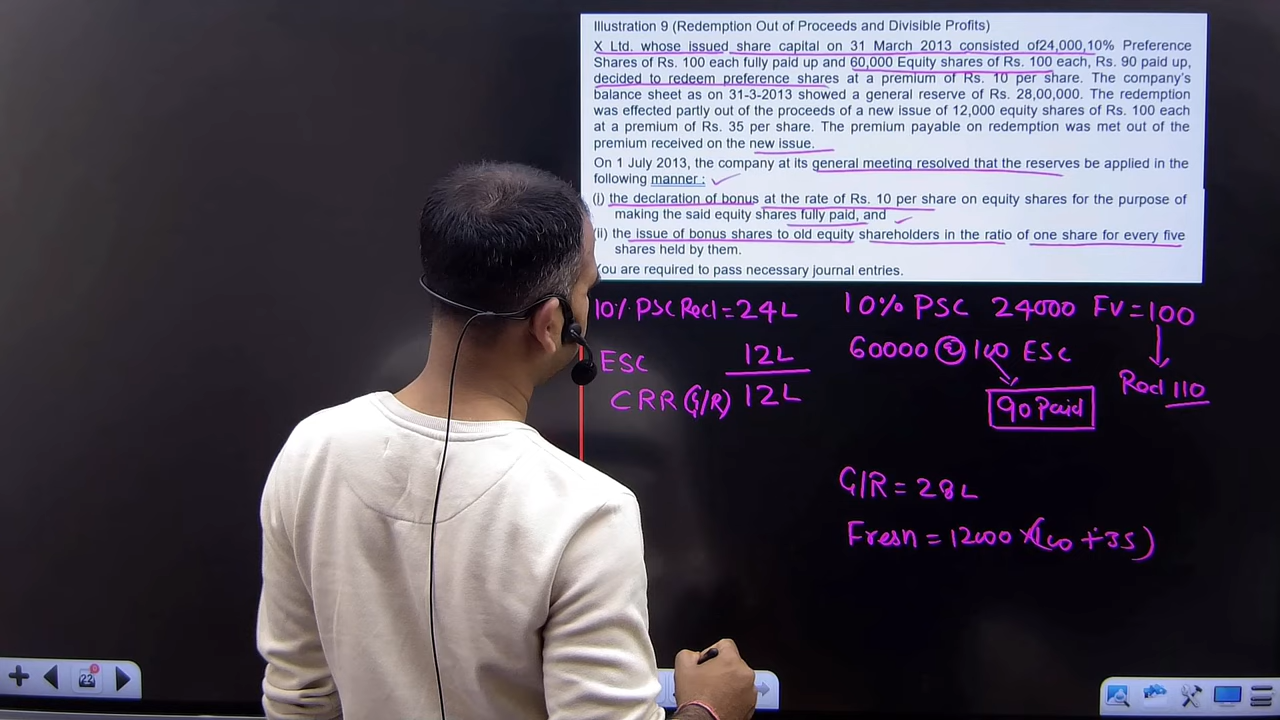 Illustration 9 (Redemption Out of Proceeds and Divisible Profits)
X Ltd. whose issued share capital on 31 March 2013 consisted of24,000,10% Preference
Shares of Rs. 100 each fully paid up and 60,000 Equity shares of Rs. 100 each, Rs. 90 paid up,
decided to redeem preference shares at a premium of Rs. 10 per share. The company's
balance sheet as on 31-3-2013 showed a general reserve of Rs. 28,00,000. The redemption
was effected partly out of the proceeds of a new issue of 12,000 equity shares of Rs. 100 each
at a premium of Rs. 35 per share. The premium payable on redemption was met out of the
premium received on the new issue.
On 1 July 2013, the company at its general meeting resolved that the reserves be applied in the
following manner :
(i) the declaration of bonus at the rate of Rs. 10 per share on equity shares for the purpose of
making the said equity shares fully paid, and
ii) the issue of bonus shares to old equity shareholders in the ratio of one share for every five
shares held by them.
ou are required to pass necessary journal entries.
10% PSC Red = 24L
ESC 12L
CRR (G/R) 12L
10% PSC 24000 FV = 100
60000 @ 100 ESC
Red 110
90 Paid
G/R = 28L
Fresh = 12000 x (100 + 35)
22